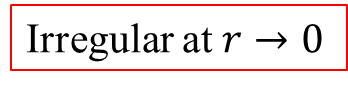 Irregular at r → 0